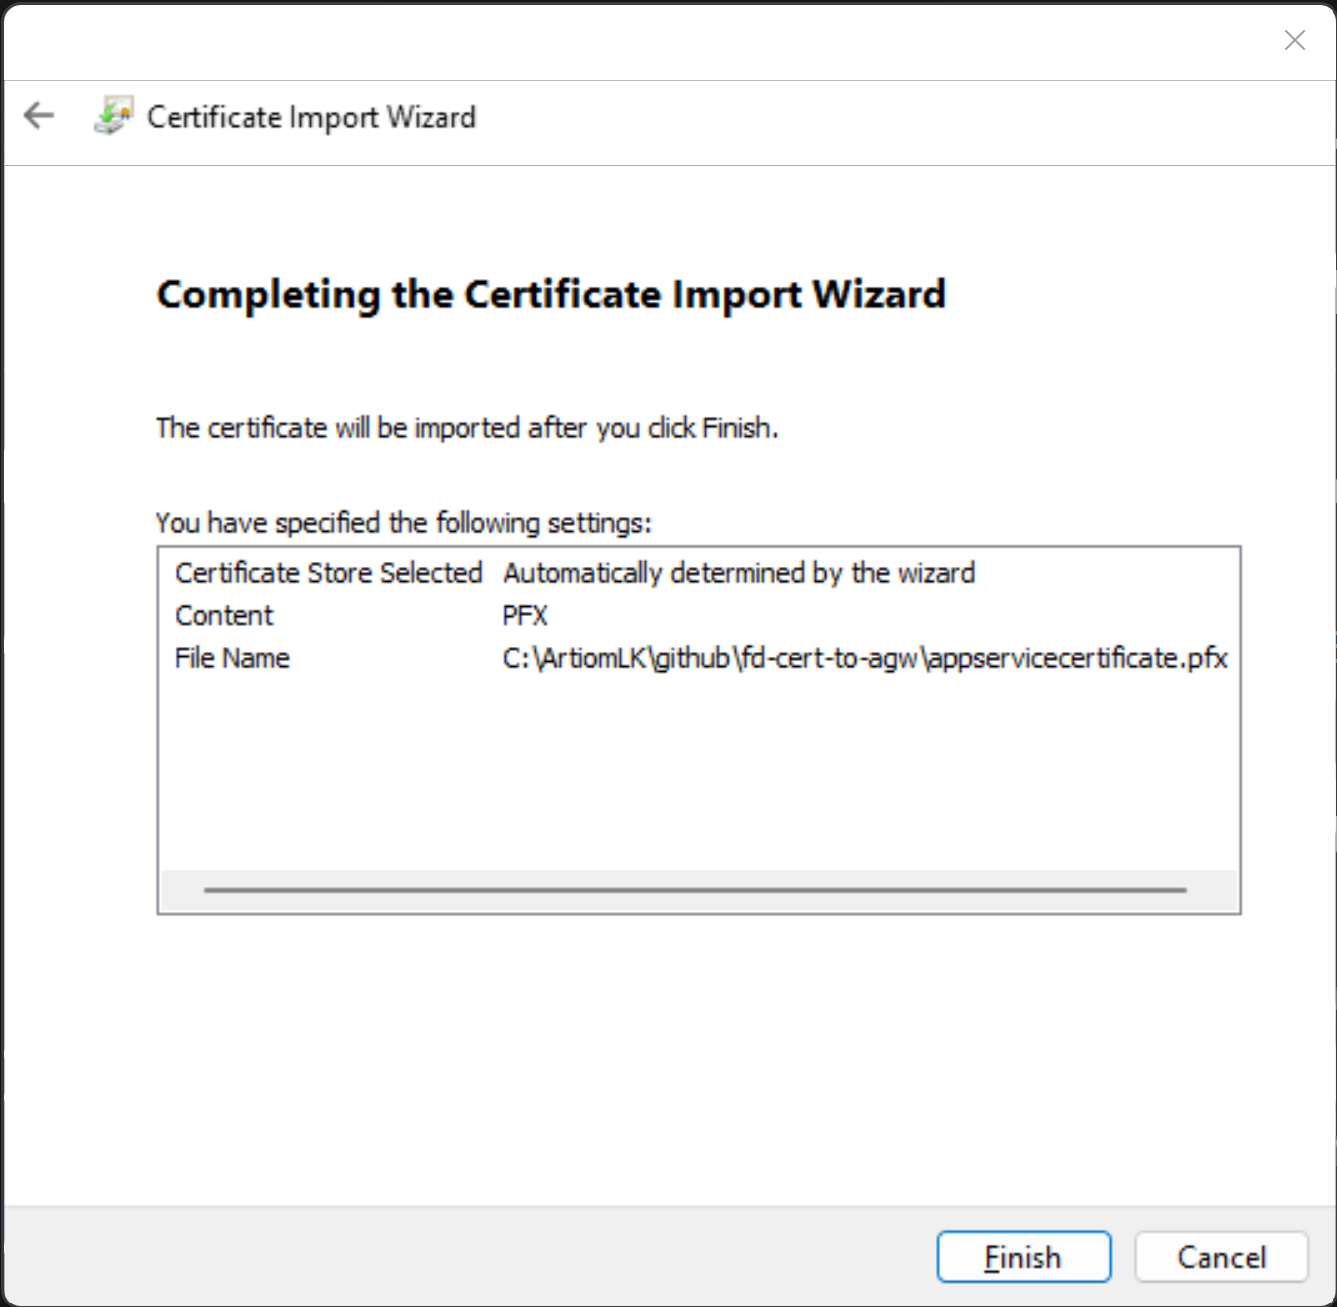 Certificate Import Wizard
Completing the Certificate Import Wizard
The certificate will be imported after you click Finish.
You have specified the following settings:
Certificate Store Selected Automatically determined by the wizard
Content PFX
File Name C:\ArtiomLK\github\fd-cert-to-agw\appservicecertificate.pfx
Finish Cancel